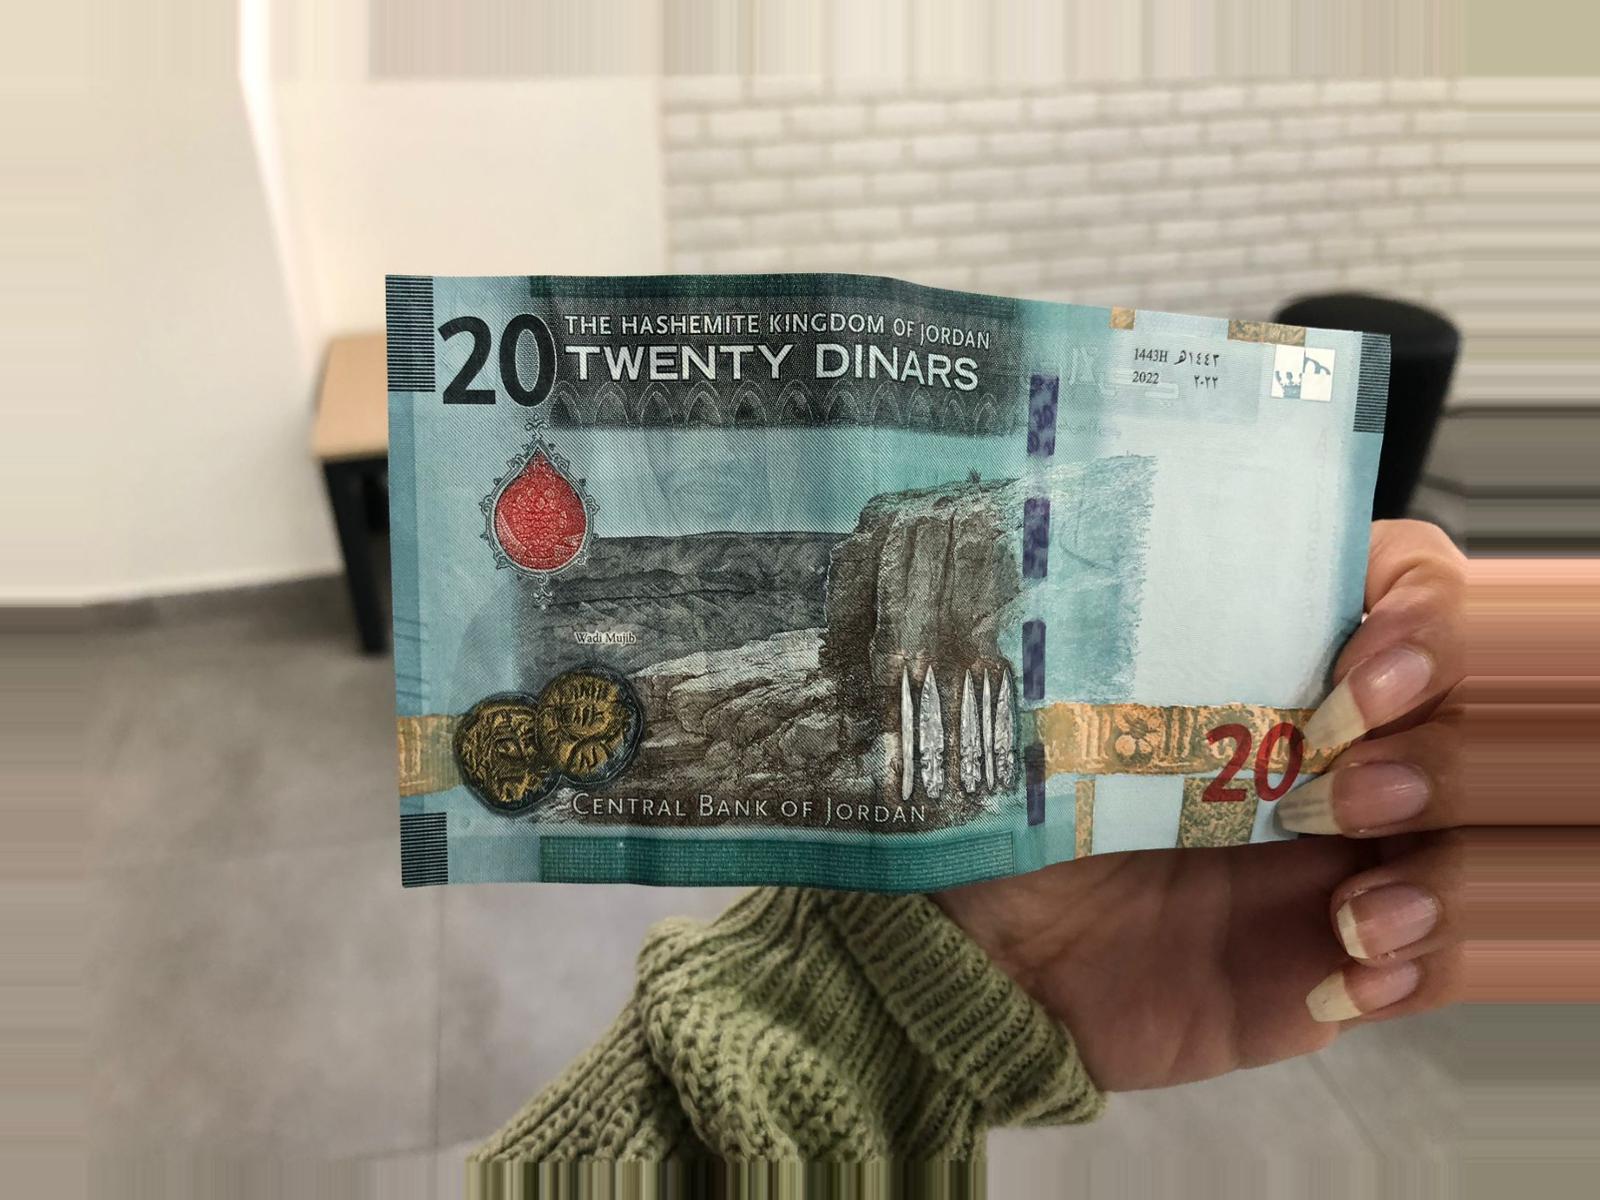 20
THE HASHEMITE KINGDOM OF JORDAN
TWENTY DINARS
1443H ١٤٤٣هـ
2022 ٢٠٢٢
Wadi Mujib
20
CENTRAL BANK OF JORDAN